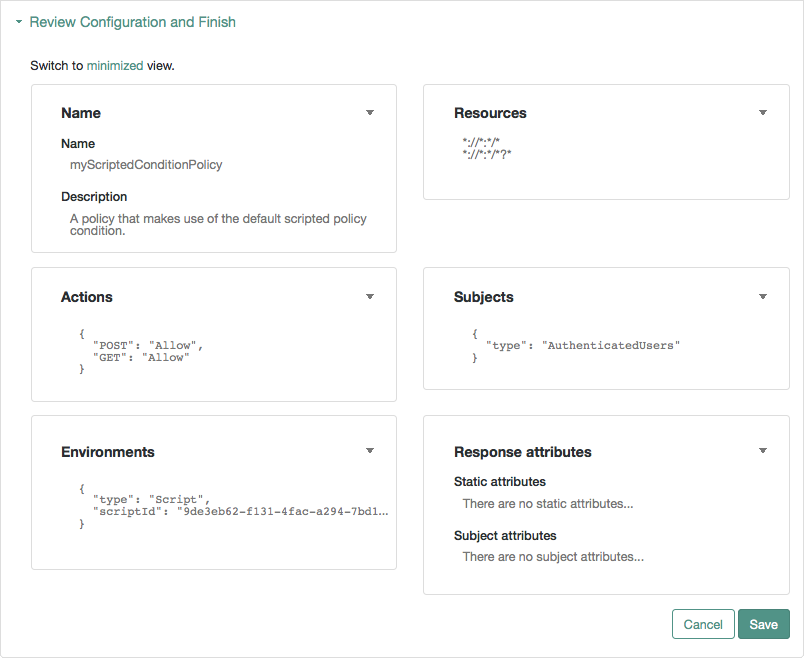 Review Configuration and Finish
Switch to minimized view.
Name
Name
myScriptedConditionPolicy
Description
A policy that makes use of the default scripted policy
condition.
Resources
*://*:*/*
*://*:*/*?*
Actions
{
"POST": "Allow",
"GET": "Allow"
}
Subjects
{
"type": "AuthenticatedUsers"
}
Environments
{
"type": "Script",
"scriptId": "9de3eb62-f131-4fac-a294-7bd1...
}
Response attributes
Static attributes
There are no static attributes...
Subject attributes
There are no subject attributes...
Cancel
Save